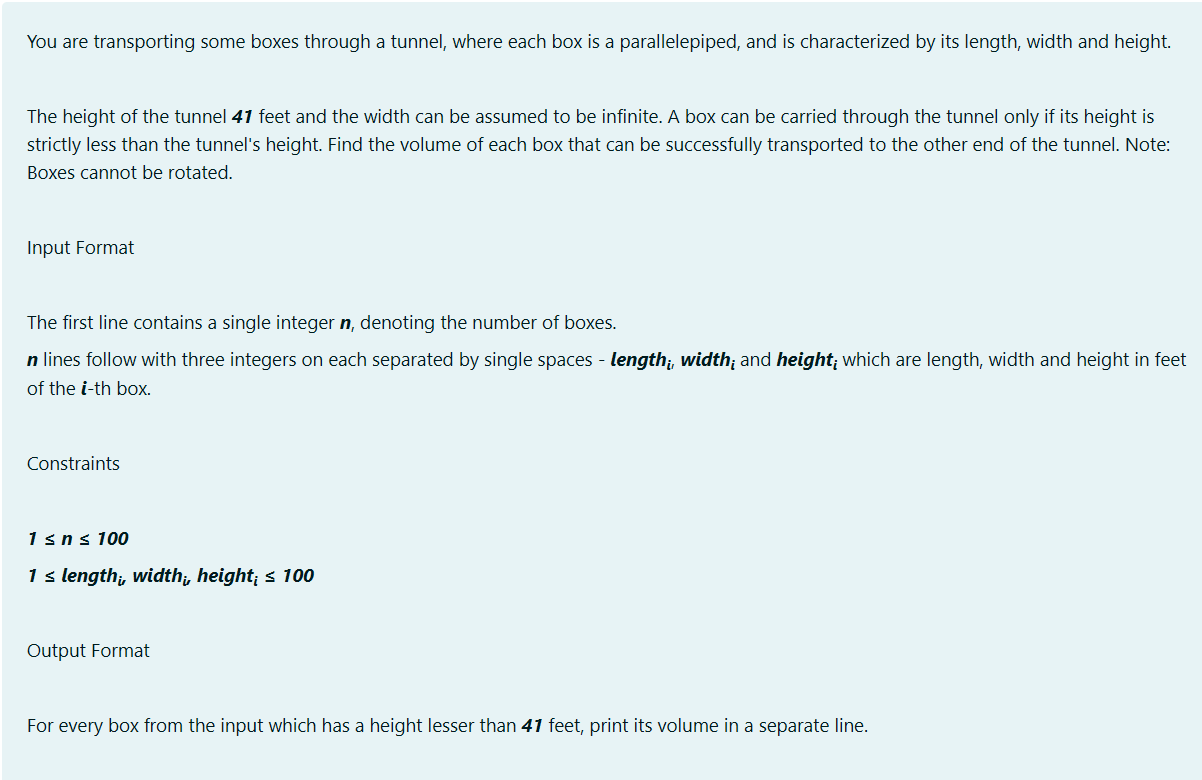 You are transporting some boxes through a tunnel, where each box is a parallelepiped, and is characterized by its length, width and height.
The height of the tunnel 41 feet and the width can be assumed to be infinite. A box can be carried through the tunnel only if its height is
strictly less than the tunnel's height. Find the volume of each box that can be successfully transported to the other end of the tunnel. Note:
Boxes cannot be rotated.
Input Format
The first line contains a single integer n, denoting the number of boxes.
n lines follow with three integers on each separated by single spaces - lengthᵢ, widthᵢ and heightᵢ which are length, width and height in feet
of the i-th box.
Constraints
1 ≤ n ≤ 100
1 ≤ lengthᵢ, widthᵢ, heightᵢ ≤ 100
Output Format
For every box from the input which has a height lesser than 41 feet, print its volume in a separate line.